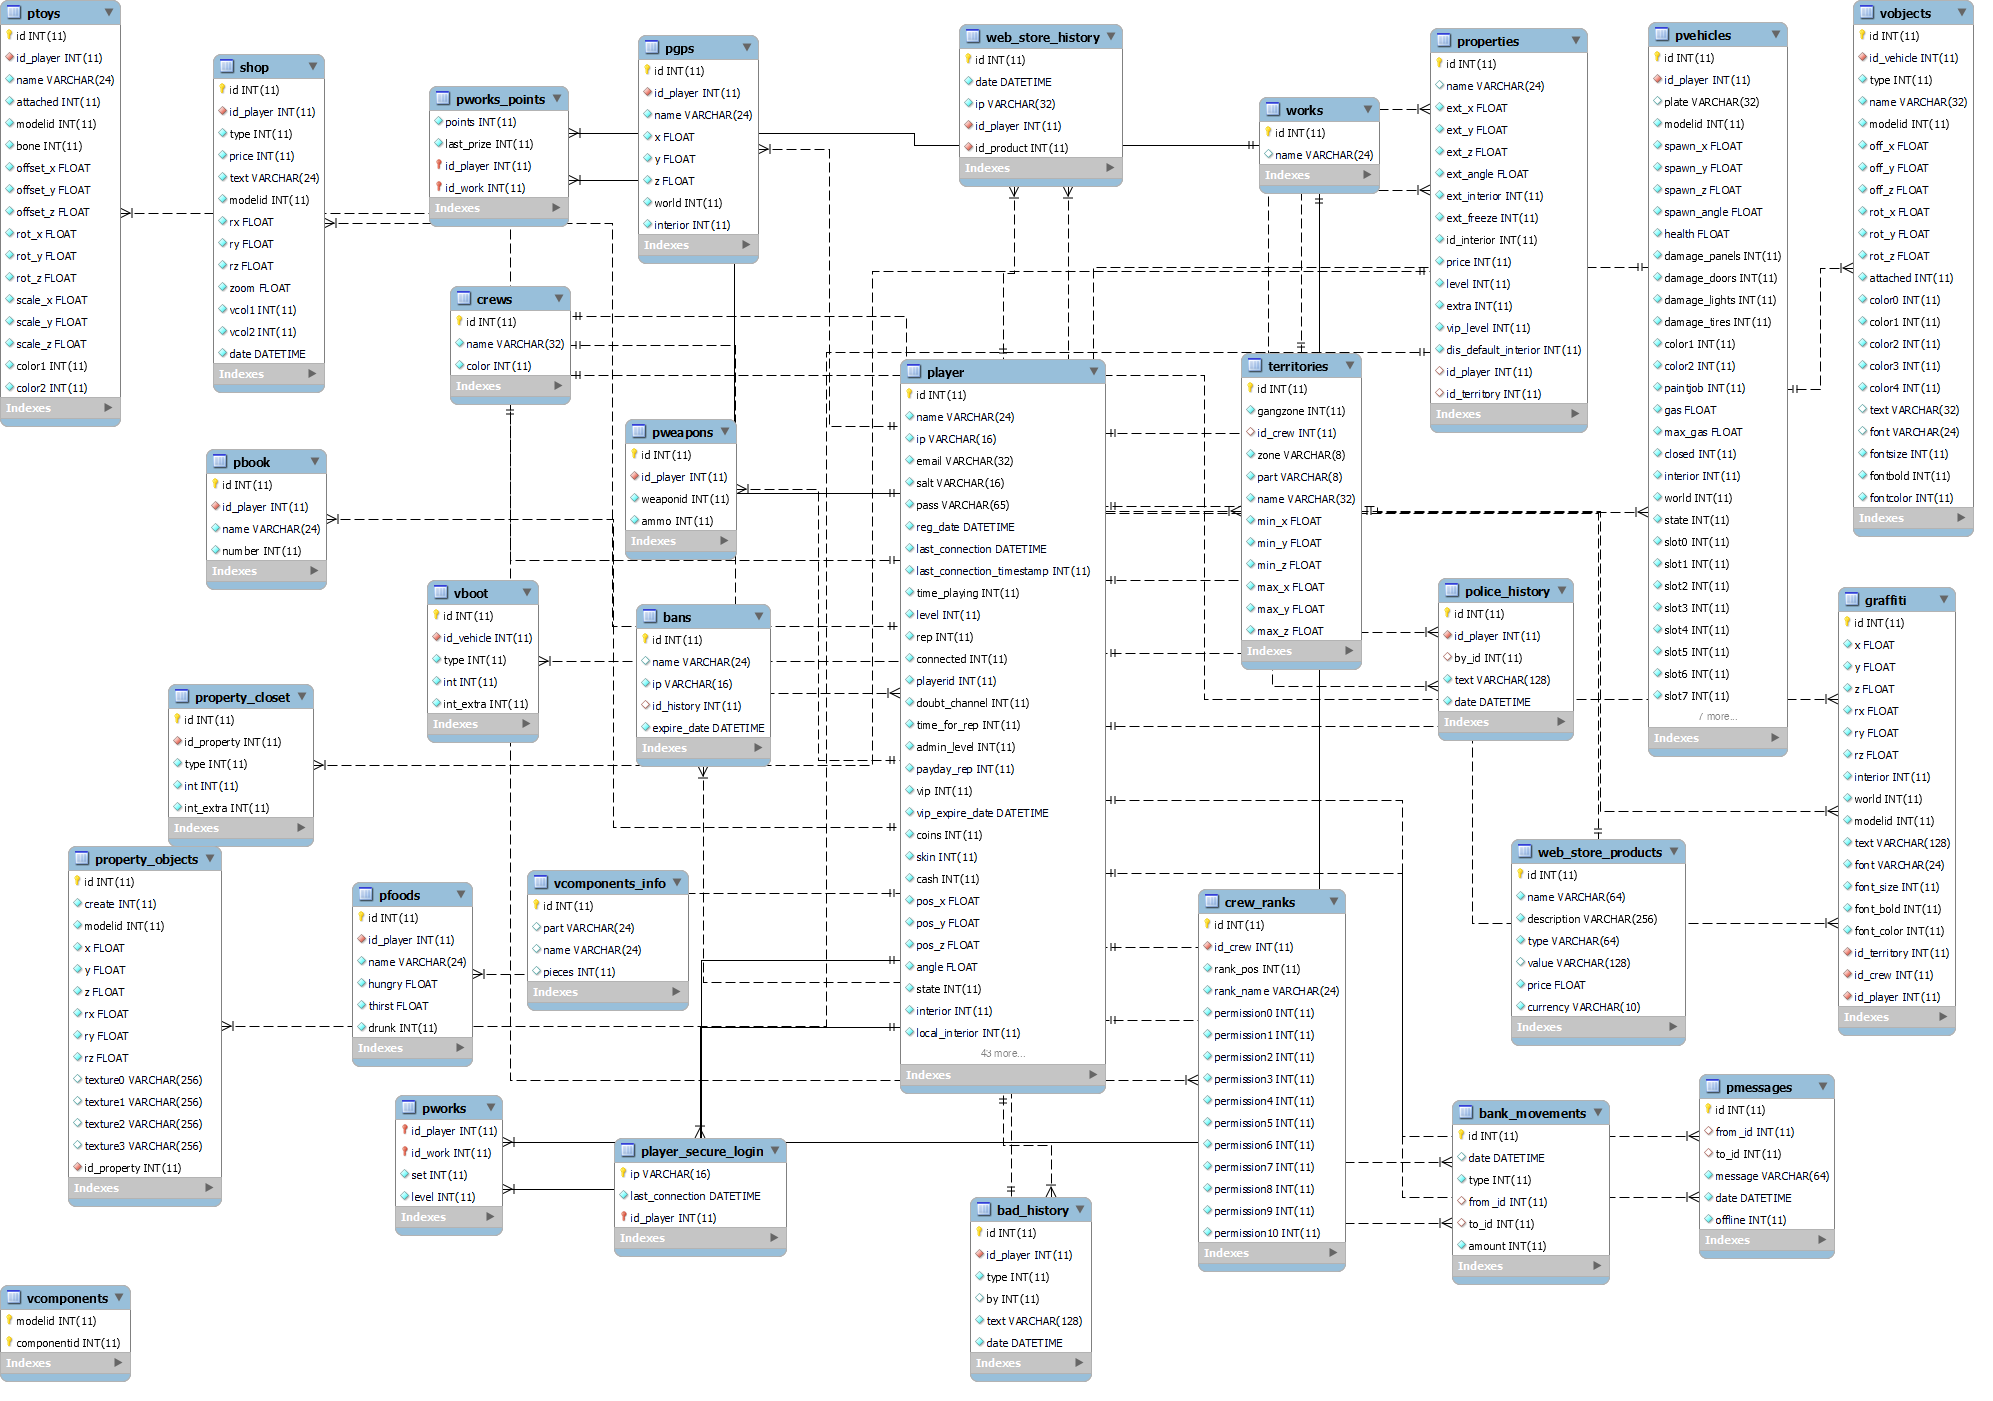 ptoys
id INT(11)
id_player INT(11)
name VARCHAR(24)
attached INT(11)
modelid INT(11)
bone INT(11)
offset_x FLOAT
offset_y FLOAT
offset_z FLOAT
rot_x FLOAT
rot_y FLOAT
rot_z FLOAT
scale_x FLOAT
scale_y FLOAT
scale_z FLOAT
color1 INT(11)
color2 INT(11)
Indexes
shop
id INT(11)
id_player INT(11)
type INT(11)
price INT(11)
text VARCHAR(24)
modelid INT(11)
rx FLOAT
ry FLOAT
rz FLOAT
zoom FLOAT
vcol1 INT(11)
vcol2 INT(11)
date DATETIME
Indexes
pworks_points
points INT(11)
last_prize INT(11)
id_player INT(11)
id_work INT(11)
Indexes
pgps
id INT(11)
id_player INT(11)
name VARCHAR(24)
x FLOAT
y FLOAT
z FLOAT
world INT(11)
interior INT(11)
Indexes
web_store_history
id INT(11)
date DATETIME
ip VARCHAR(32)
id_player INT(11)
id_product INT(11)
Indexes
works
id INT(11)
name VARCHAR(24)
Indexes
properties
id INT(11)
name VARCHAR(24)
ext_x FLOAT
ext_y FLOAT
ext_z FLOAT
ext_angle FLOAT
ext_interior INT(11)
ext_freeze INT(11)
id_interior INT(11)
price INT(11)
level INT(11)
extra INT(11)
vip_level INT(11)
dis_default_interior INT(11)
id_player INT(11)
id_territory INT(11)
Indexes
pvehicles
id INT(11)
id_player INT(11)
plate VARCHAR(32)
modelid INT(11)
spawn_x FLOAT
spawn_y FLOAT
spawn_z FLOAT
spawn_angle FLOAT
health FLOAT
damage_panels INT(11)
damage_doors INT(11)
damage_lights INT(11)
damage_tires INT(11)
color1 INT(11)
color2 INT(11)
paintjob INT(11)
gas FLOAT
max_gas FLOAT
closed INT(11)
interior INT(11)
world INT(11)
state INT(11)
slot0 INT(11)
slot1 INT(11)
slot2 INT(11)
slot3 INT(11)
slot4 INT(11)
slot5 INT(11)
slot6 INT(11)
slot7 INT(11)
7 more...
Indexes
vobjects
id INT(11)
id_vehicle INT(11)
type INT(11)
name VARCHAR(32)
modelid INT(11)
off_x FLOAT
off_y FLOAT
off_z FLOAT
rot_x FLOAT
rot_y FLOAT
rot_z FLOAT
attached INT(11)
color0 INT(11)
color1 INT(11)
color2 INT(11)
color3 INT(11)
color4 INT(11)
text VARCHAR(32)
font VARCHAR(24)
fontsize INT(11)
fontbold INT(11)
fontcolor INT(11)
Indexes
crews
id INT(11)
name VARCHAR(32)
color INT(11)
Indexes
player
id INT(11)
name VARCHAR(24)
ip VARCHAR(16)
email VARCHAR(32)
salt VARCHAR(16)
pass VARCHAR(65)
reg_date DATETIME
last_connection DATETIME
last_connection_timestamp INT(11)
time_playing INT(11)
level INT(11)
rep INT(11)
connected INT(11)
playerid INT(11)
doubt_channel INT(11)
time_for_rep INT(11)
admin_level INT(11)
payday_rep INT(11)
vip INT(11)
vip_expire_date DATETIME
coins INT(11)
skin INT(11)
cash INT(11)
pos_x FLOAT
pos_y FLOAT
pos_z FLOAT
angle FLOAT
state INT(11)
interior INT(11)
local_interior INT(11)
43 more...
Indexes
territories
id INT(11)
gangzone INT(11)
id_crew INT(11)
zone VARCHAR(8)
part VARCHAR(8)
name VARCHAR(32)
min_x FLOAT
min_y FLOAT
min_z FLOAT
max_x FLOAT
max_y FLOAT
max_z FLOAT
Indexes
pweapons
id INT(11)
id_player INT(11)
weaponid INT(11)
ammo INT(11)
Indexes
pbook
id INT(11)
id_player INT(11)
name VARCHAR(24)
number INT(11)
Indexes
vboot
id INT(11)
id_vehicle INT(11)
type INT(11)
int INT(11)
int_extra INT(11)
Indexes
bans
id INT(11)
name VARCHAR(24)
ip VARCHAR(16)
id_history INT(11)
expire_date DATETIME
Indexes
police_history
id INT(11)
id_player INT(11)
by_id INT(11)
text VARCHAR(128)
date DATETIME
Indexes
graffiti
id INT(11)
x FLOAT
y FLOAT
z FLOAT
rx FLOAT
ry FLOAT
rz FLOAT
interior INT(11)
world INT(11)
modelid INT(11)
text VARCHAR(128)
font VARCHAR(24)
font_size INT(11)
font_bold INT(11)
font_color INT(11)
id_territory INT(11)
id_crew INT(11)
id_player INT(11)
Indexes
property_closet
id INT(11)
id_property INT(11)
type INT(11)
int INT(11)
int_extra INT(11)
Indexes
property_objects
id INT(11)
create INT(11)
modelid INT(11)
x FLOAT
y FLOAT
z FLOAT
rx FLOAT
ry FLOAT
rz FLOAT
texture0 VARCHAR(256)
texture1 VARCHAR(256)
texture2 VARCHAR(256)
texture3 VARCHAR(256)
id_property INT(11)
Indexes
pfoods
id INT(11)
id_player INT(11)
name VARCHAR(24)
hungry FLOAT
thirst FLOAT
drunk INT(11)
Indexes
vcomponents_info
id INT(11)
part VARCHAR(24)
name VARCHAR(24)
pieces INT(11)
Indexes
web_store_products
id INT(11)
name VARCHAR(64)
description VARCHAR(256)
type VARCHAR(64)
value VARCHAR(128)
price FLOAT
currency VARCHAR(10)
Indexes
crew_ranks
id INT(11)
id_crew INT(11)
rank_pos INT(11)
rank_name VARCHAR(24)
permission0 INT(11)
permission1 INT(11)
permission2 INT(11)
permission3 INT(11)
permission4 INT(11)
permission5 INT(11)
permission6 INT(11)
permission7 INT(11)
permission8 INT(11)
permission9 INT(11)
permission10 INT(11)
Indexes
pworks
id_player INT(11)
id_work INT(11)
set INT(11)
level INT(11)
Indexes
player_secure_login
ip VARCHAR(16)
last_connection DATETIME
id_player INT(11)
Indexes
bank_movements
id INT(11)
date DATETIME
type INT(11)
from_id INT(11)
to_id INT(11)
amount INT(11)
Indexes
pmessages
id INT(11)
from_id INT(11)
to_id INT(11)
message VARCHAR(64)
date DATETIME
offline INT(11)
Indexes
bad_history
id INT(11)
id_player INT(11)
type INT(11)
by INT(11)
text VARCHAR(128)
date DATETIME
Indexes
vcomponents
modelid INT(11)
componentid INT(11)
Indexes